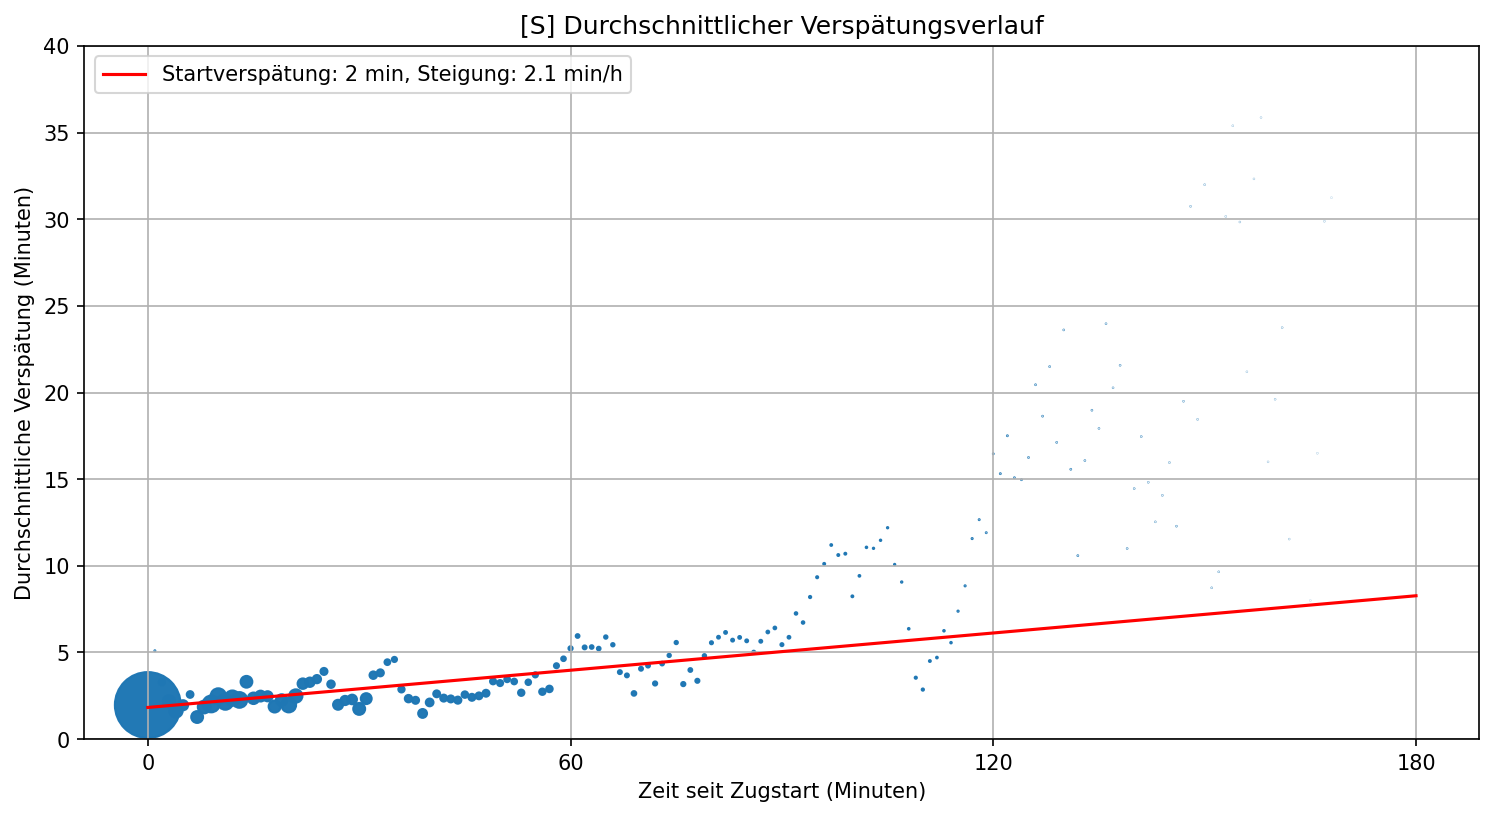 [S] Durchschnittlicher Verspätungsverlauf
Startverspätung: 2 min, Steigung: 2.1 min/h
Durchschnittliche Verspätung (Minuten)
40
35
30
25
20
15
10
5
0
0 60 120 180
Zeit seit Zugstart (Minuten)